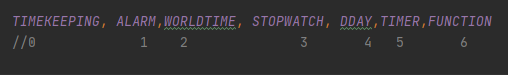 TIMEKEEPING, ALARM,WORLDTIME, STOPWATCH, DDAY,TIMER,FUNCTION
//0 1 2 3 4 5 6